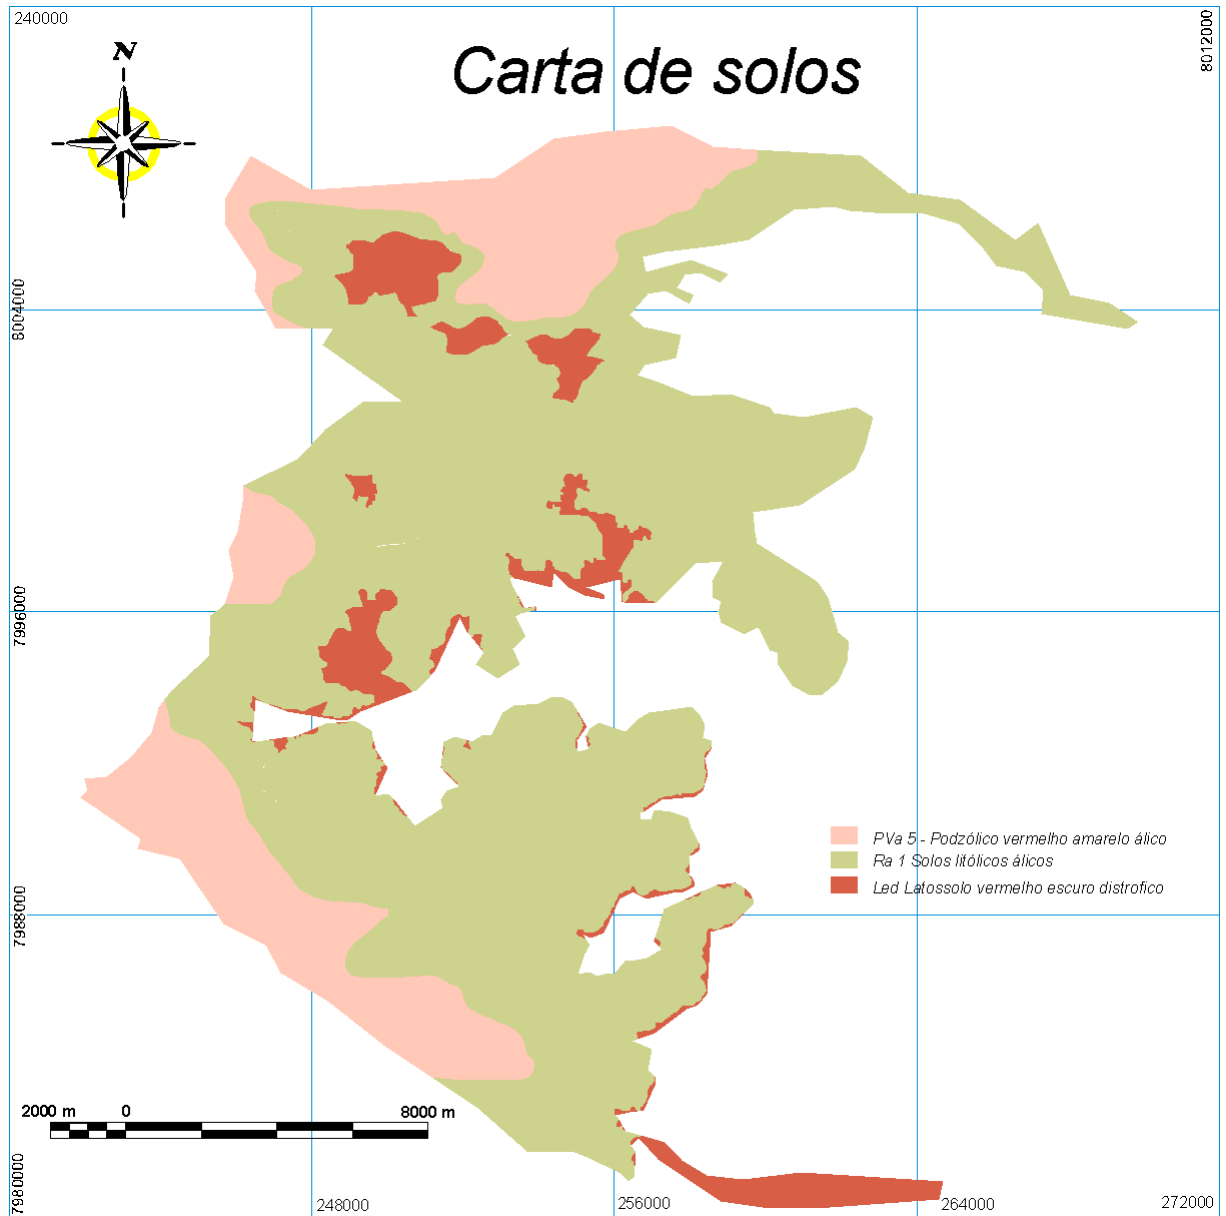 240000
8012000
N
Carta de solos
8004000
7996000
PVa 5 - Podzólico vermelho amarelo álico
Ra 1 Solos litólicos álicos
Led Latossolo vermelho escuro distrofico
7988000
2000 m 0 8000 m
7980000
248000
256000
264000
272000